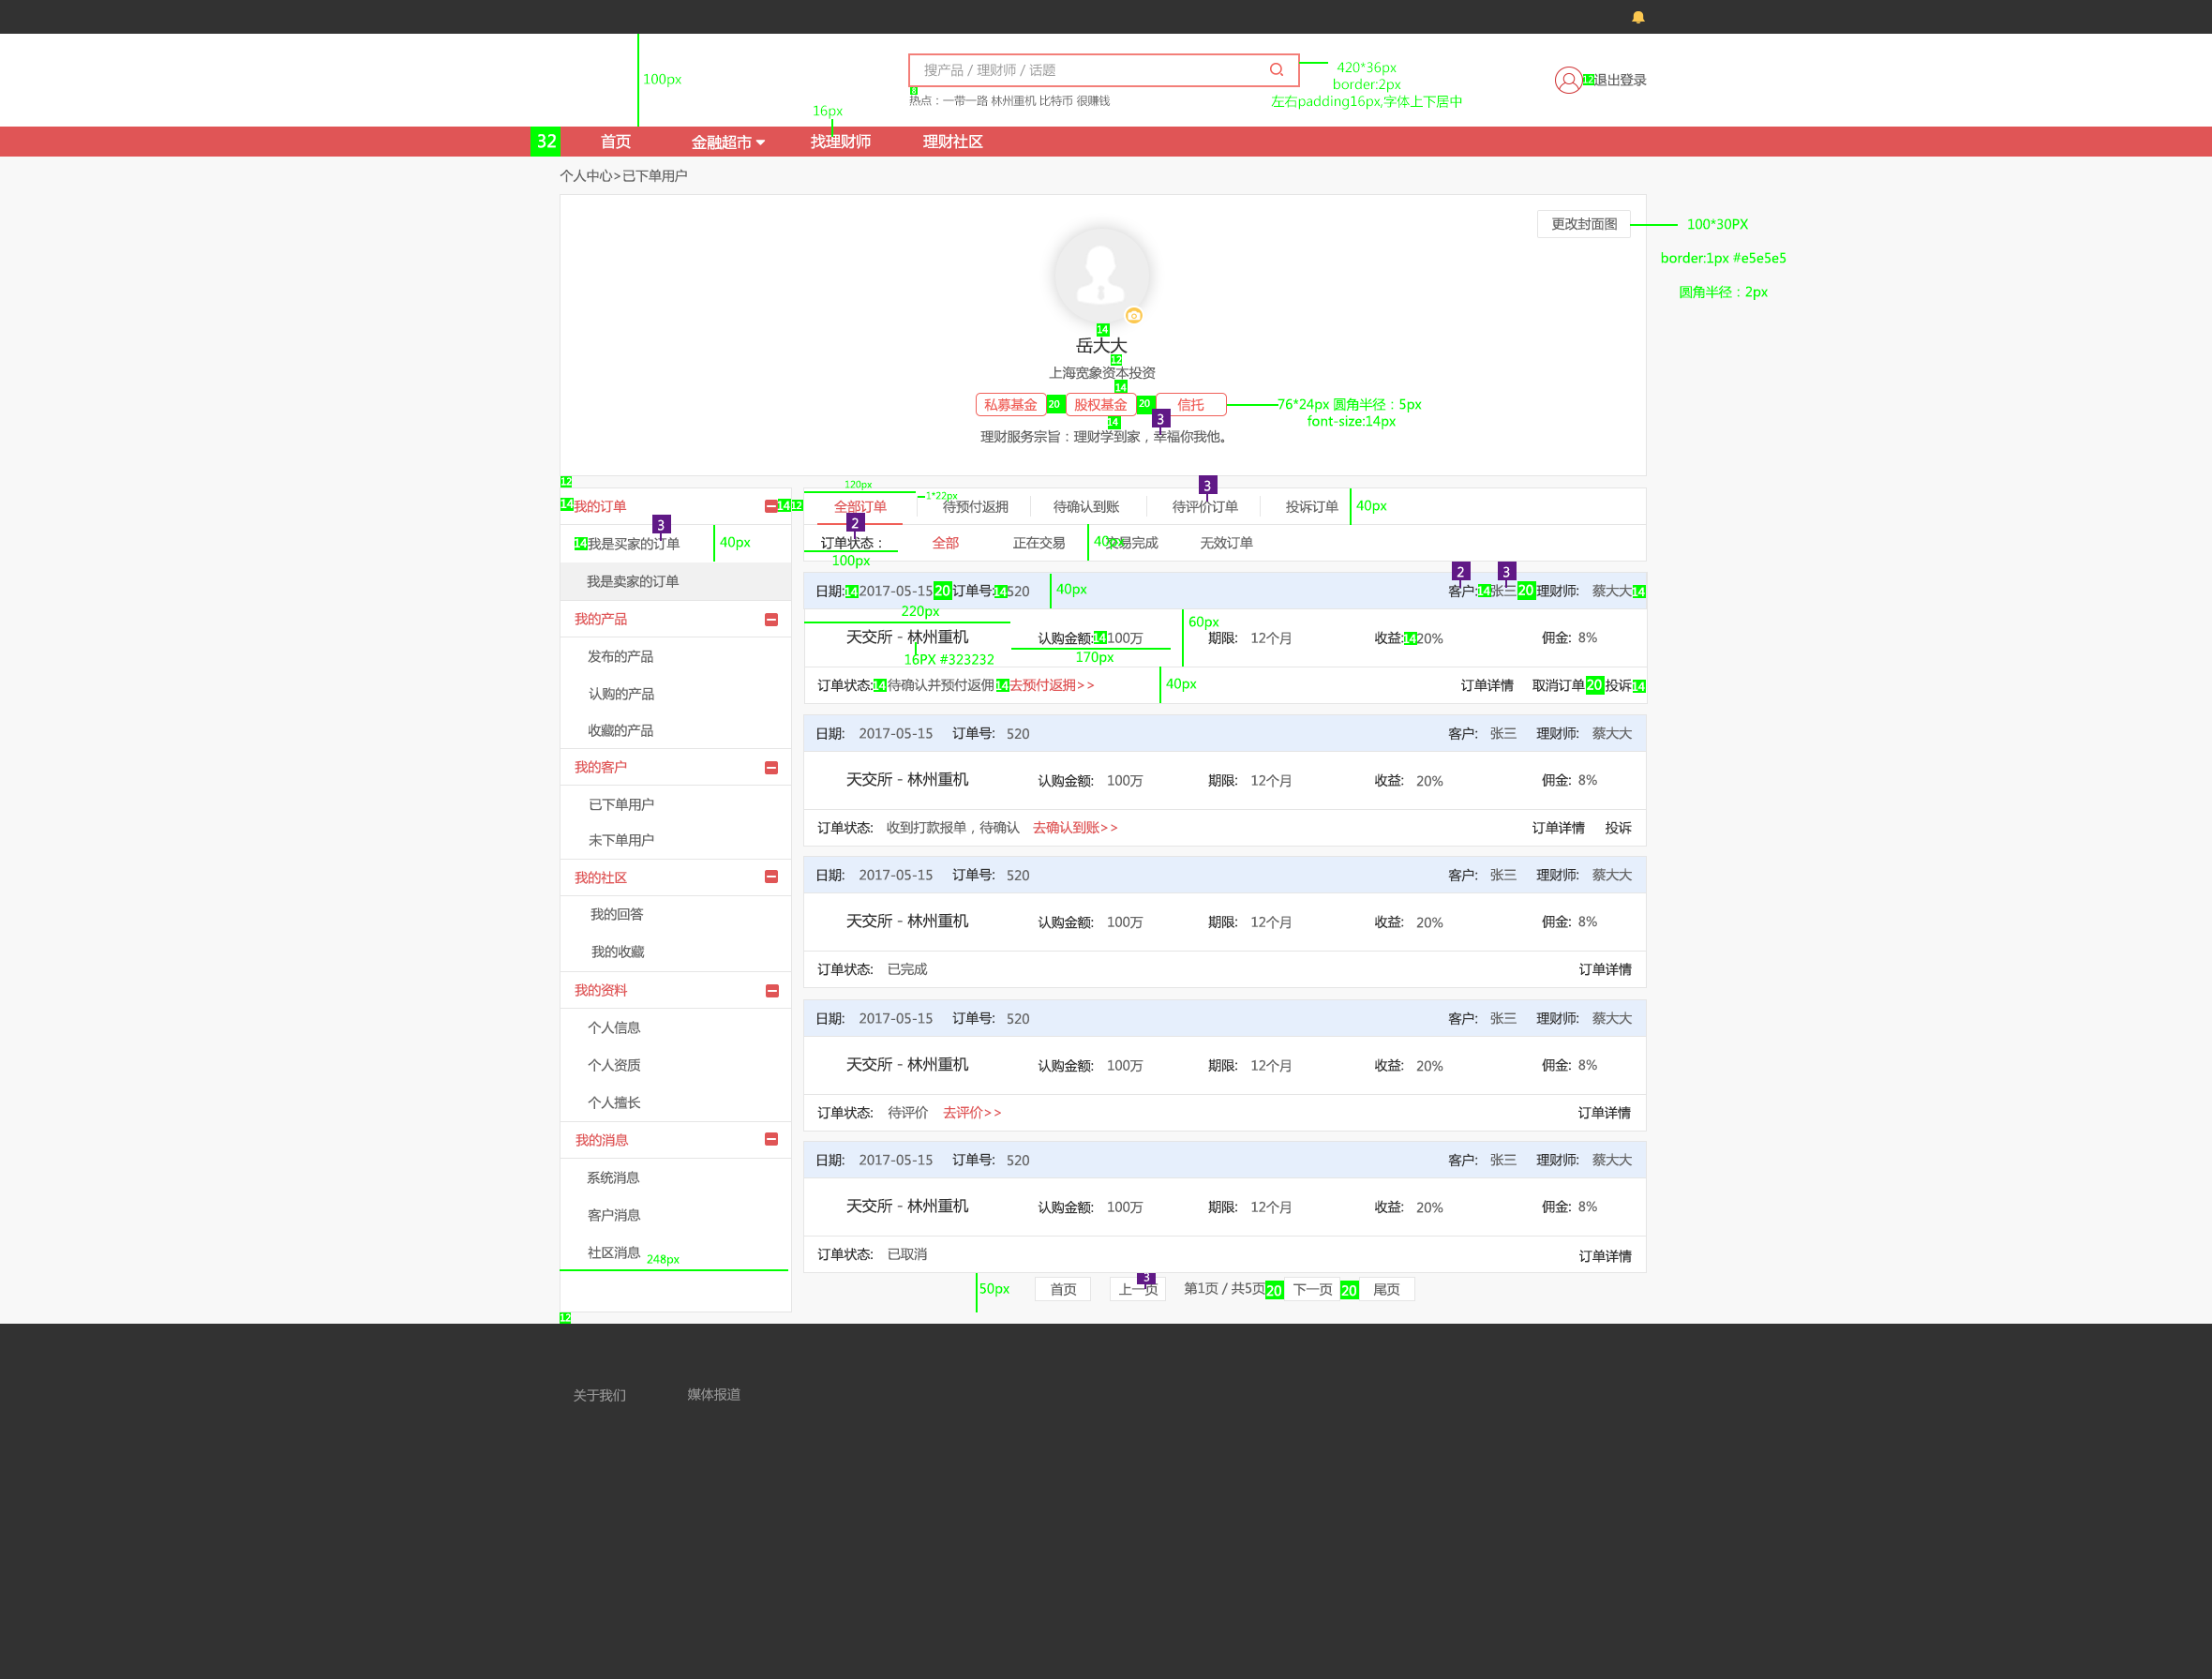 100px
搜产品 / 理财师 / 话题
420*36px
border:2px
左右padding16px,字体上下居中
12
退出登录
8
热点：一带一路 林州重机 比特币 很赚钱
16px
32
首页
金融超市
找理财师
理财社区
个人中心>已下单用户
更改封面图
100*30PX
border:1px #e5e5e5
圆角半径：2px
14
岳大大
12
上海宽象资本投资
14
私募基金
20
股权基金
20
信托
76*24px 圆角半径：5px
font-size:14px
14
3
理财服务宗旨：理财学到家，幸福你我他。
12
14
我的订单
14
12
3
14
我是买家的订单
40px
我是卖家的订单
我的产品
发布的产品
认购的产品
收藏的产品
我的客户
已下单用户
未下单用户
我的社区
我的回答
我的收藏
我的资料
个人信息
个人资质
个人擅长
我的消息
系统消息
客户消息
社区消息
248px
12
120px
1*22px
3
全部订单
待预付返拥
待确认到账
待评价订单
投诉订单
40px
2
订单状态：
全部
正在交易
40px
交易完成
无效订单
100px
2
3
日期: 14 2017-05-15 20 订单号: 14 520
40px
客户: 14 张三 20 理财师: 蔡大大 14
220px
天交所 - 林州重机
认购金额: 14 100万
60px
期限: 12个月
收益: 14 20%
佣金: 8%
16PX #323232
170px
订单状态: 14 待确认并预付返佣 14 去预付返拥>>
40px
订单详情
取消订单 20 投诉 14
日期: 2017-05-15 订单号: 520 客户: 张三 理财师: 蔡大大
天交所 - 林州重机 认购金额: 100万 期限: 12个月 收益: 20% 佣金: 8%
订单状态: 收到打款报单，待确认 去确认到账>> 订单详情 投诉
日期: 2017-05-15 订单号: 520 客户: 张三 理财师: 蔡大大
天交所 - 林州重机 认购金额: 100万 期限: 12个月 收益: 20% 佣金: 8%
订单状态: 已完成 订单详情
日期: 2017-05-15 订单号: 520 客户: 张三 理财师: 蔡大大
天交所 - 林州重机 认购金额: 100万 期限: 12个月 收益: 20% 佣金: 8%
订单状态: 待评价 去评价>> 订单详情
日期: 2017-05-15 订单号: 520 客户: 张三 理财师: 蔡大大
天交所 - 林州重机 认购金额: 100万 期限: 12个月 收益: 20% 佣金: 8%
订单状态: 已取消 订单详情
50px
3
首页 上一页 第1页 / 共5页 20 下一页 20 尾页
关于我们
媒体报道